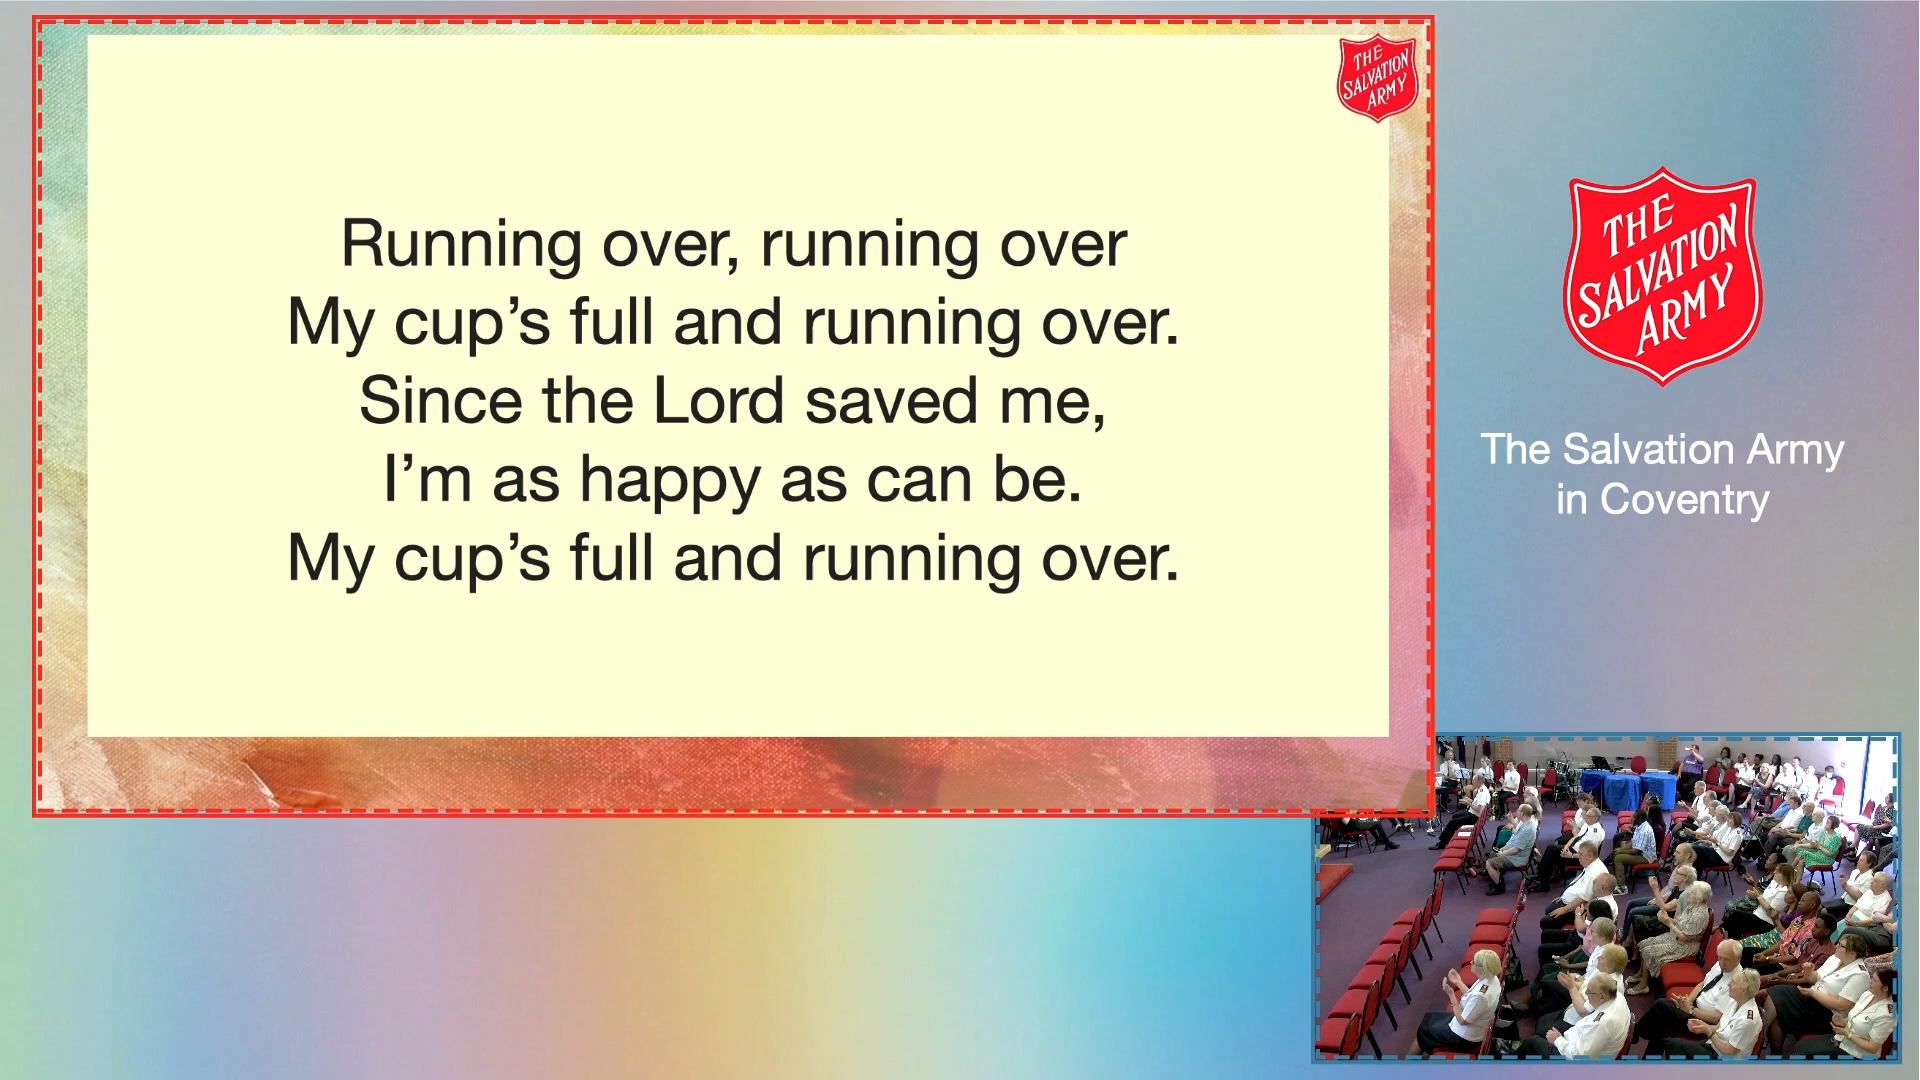 Running over, running over
My cup’s full and running over.
Since the Lord saved me,
I’m as happy as can be.
My cup’s full and running over.
THE
SALVATION
ARMY
THE
SALVATION
ARMY
The Salvation Army
in Coventry